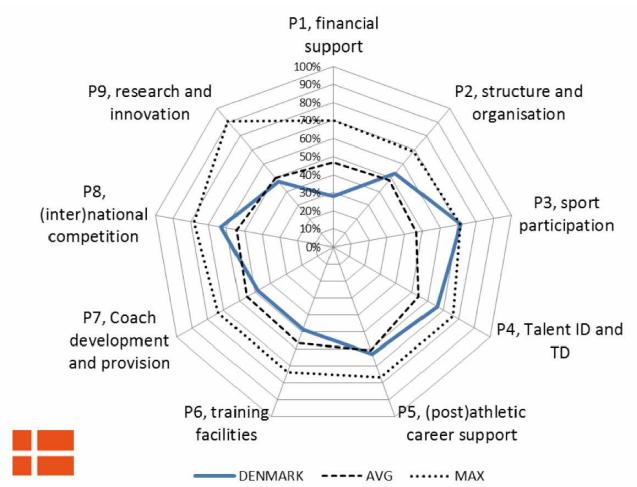 P1, financial
support
100%
90%
80%
70%
60%
50%
40%
30%
20%
10%
0%
P2, structure and
organisation
P3, sport
participation
P4, Talent ID and
TD
P5, (post)athletic
career support
P6, training
facilities
P7, Coach
development
and provision
P8,
(inter)national
competition
P9, research and
innovation
DENMARK
AVG
MAX